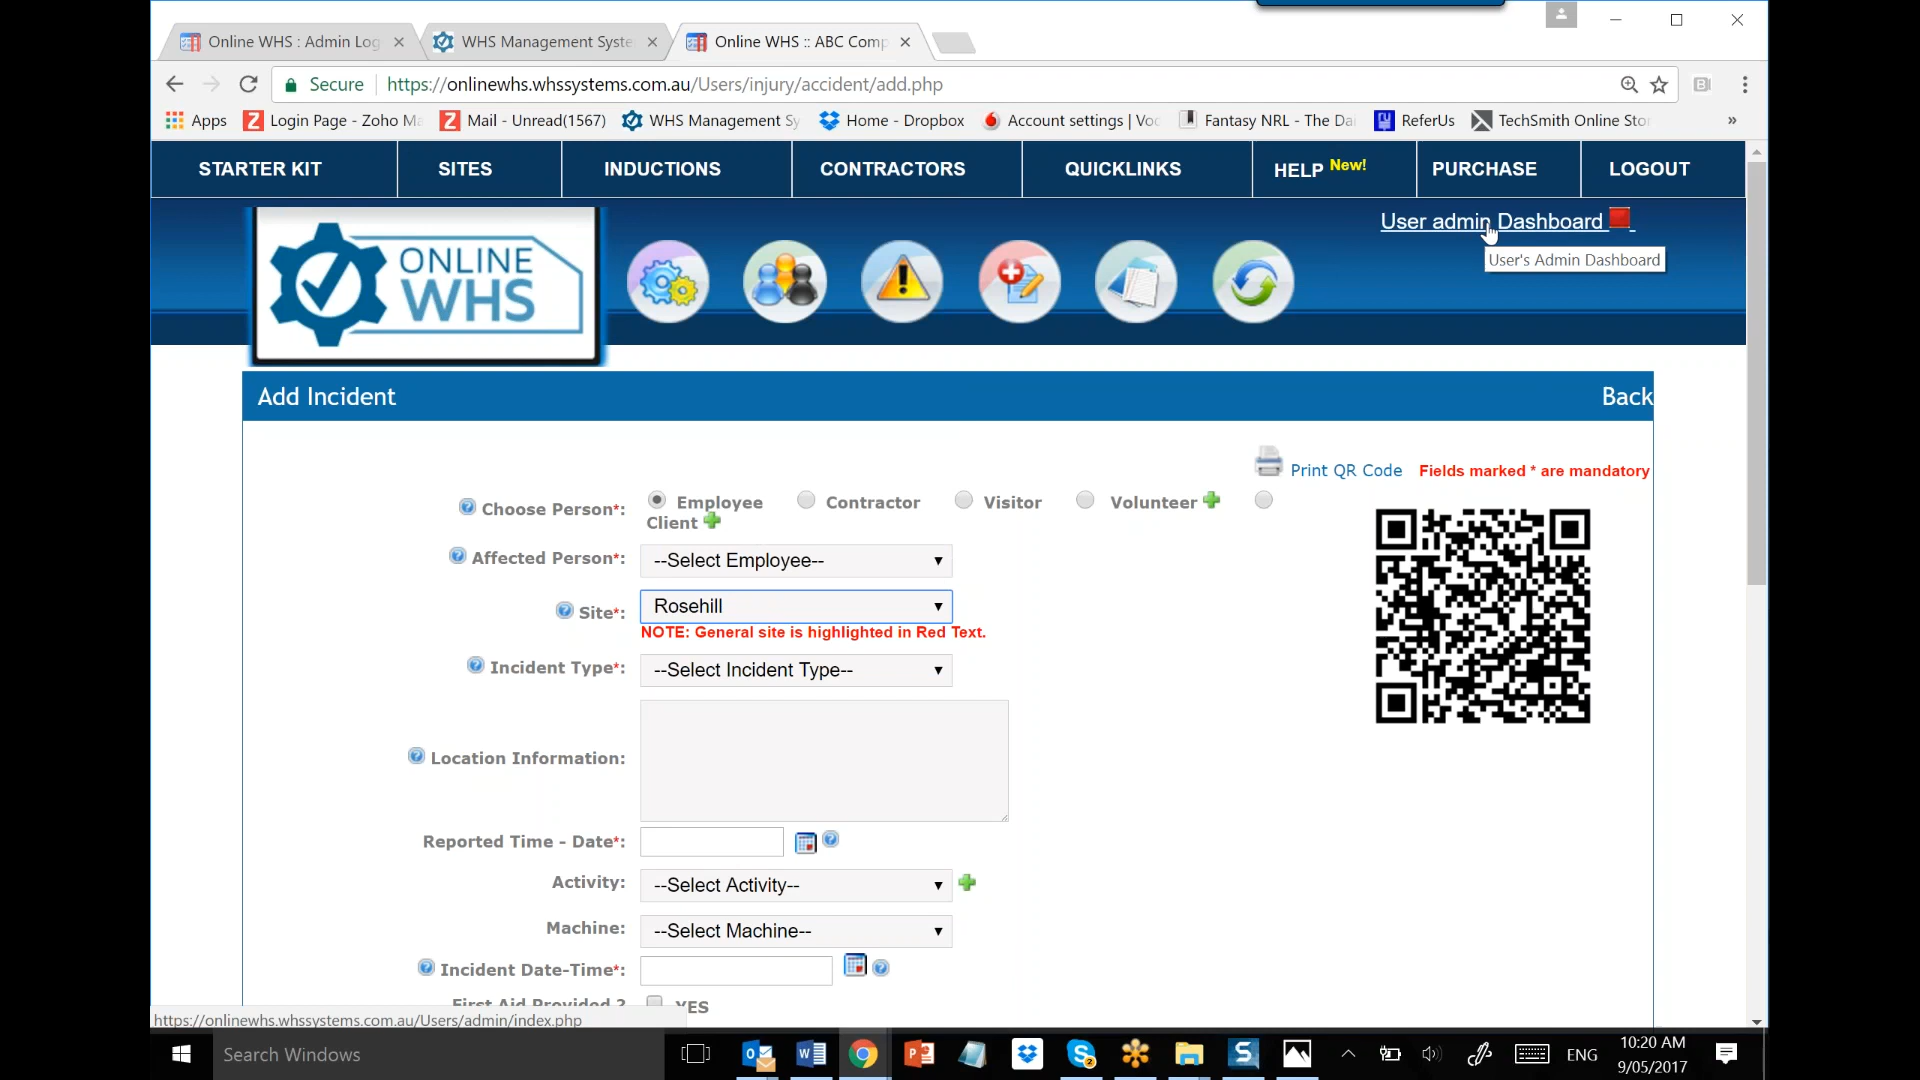 Online WHS : Admin Log
WHS Management Syste
Online WHS :: ABC Comp
Secure
https://onlinewhs.whssystems.com.au/Users/injury/accident/add.php
Apps
Login Page - Zoho Ma
Mail - Unread(1567)
WHS Management Sy
Home - Dropbox
Account settings | Voc
Fantasy NRL - The Dai
ReferUs
TechSmith Online Stor
»
STARTER KIT
SITES
INDUCTIONS
CONTRACTORS
QUICKLINKS
HELP New!
PURCHASE
LOGOUT
User admin Dashboard
User's Admin Dashboard
ONLINE
WHS
Add Incident
Back
Print QR Code
Fields marked * are mandatory
Choose Person*:
Employee
Contractor
Visitor
Volunteer
Client
Affected Person*:
--Select Employee--
Site*:
Rosehill
NOTE: General site is highlighted in Red Text.
Incident Type*:
--Select Incident Type--
Location Information:
Reported Time - Date*:
Activity:
--Select Activity--
Machine:
--Select Machine--
Incident Date-Time*:
First Aid Provided ?
YES
https://onlinewhs.whssystems.com.au/Users/admin/index.php
Search Windows
ENG
10:20 AM
9/05/2017